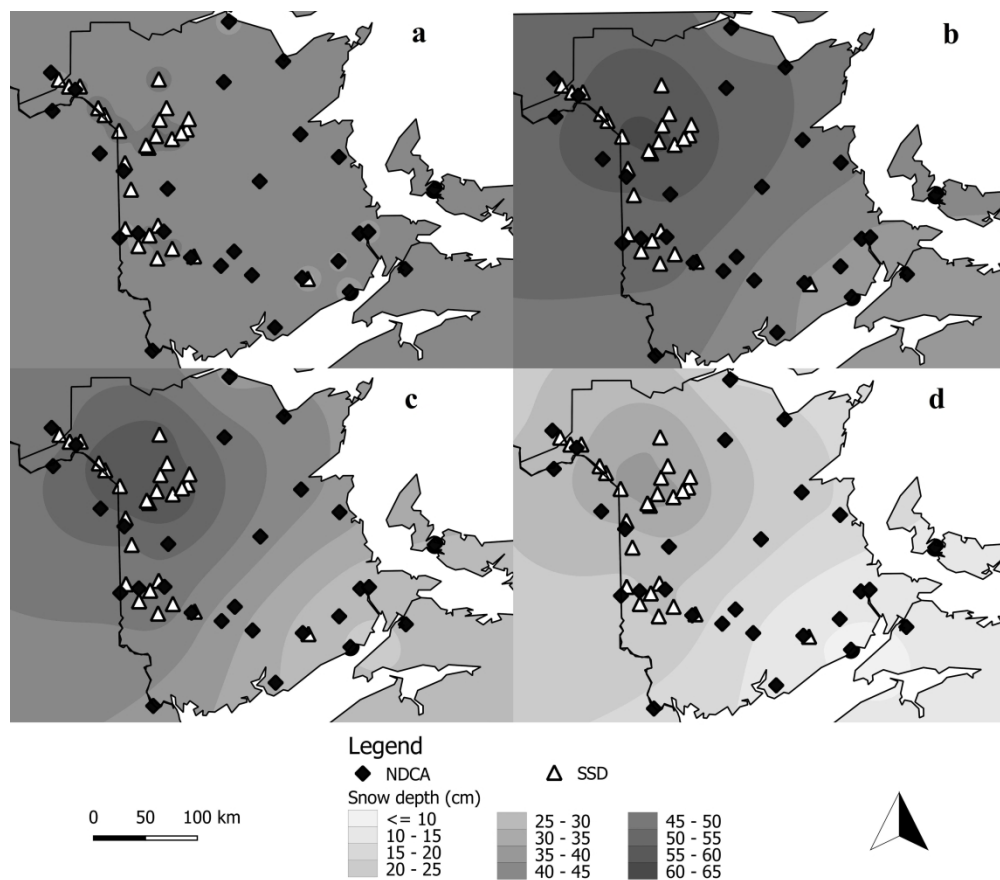 a
b
c
d
Legend
NDCA
SSD
Snow depth (cm)
<= 10
10 - 15
15 - 20
20 - 25
25 - 30
30 - 35
35 - 40
40 - 45
45 - 50
50 - 55
55 - 60
60 - 65
0 50 100 km